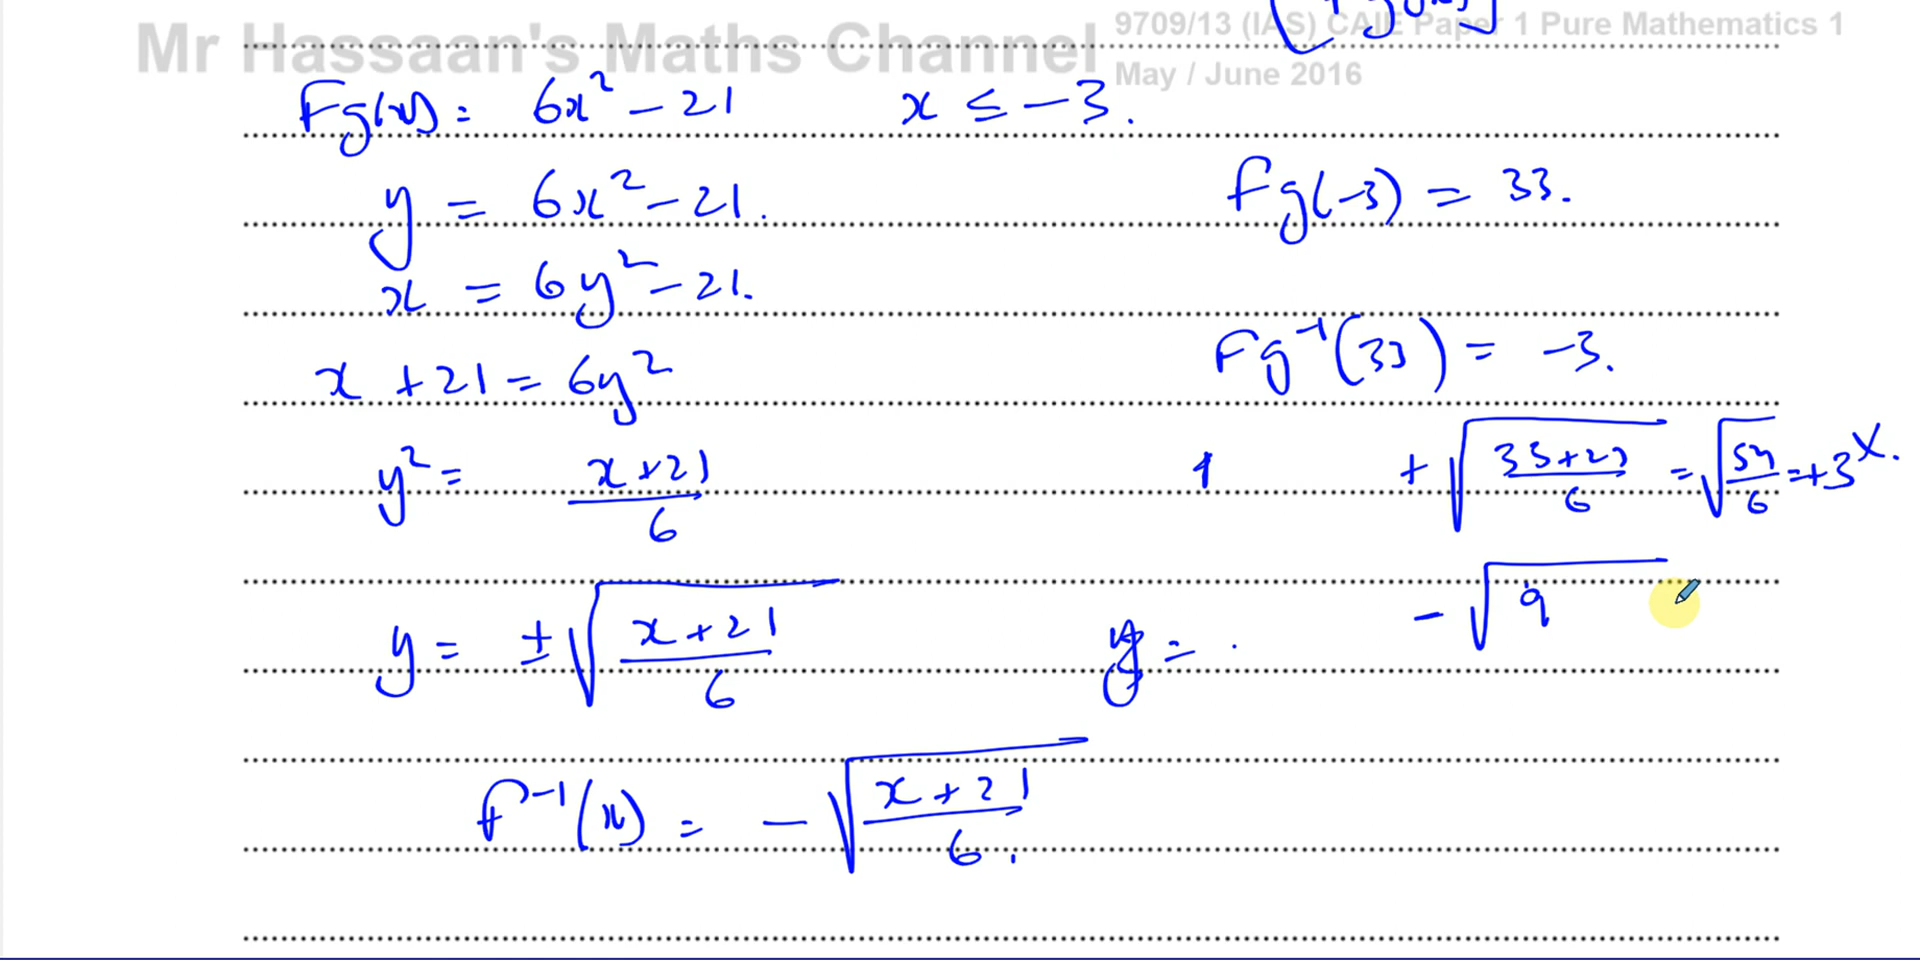 Mr Hassaan's Maths Channel
9709/13 (IAS) CAIE Paper 1 Pure Mathematics 1
May / June 2016
Fg(x) = 6x² - 21     x ≤ -3.
y = 6x² - 21.     Fg(-3) = 33.
x = 6y² - 21.
x + 21 = 6y²     Fg⁻¹(33) = -3.
y² = (x + 21)/6     + √((33+21)/6) = √(54/6) = +3 X.
y = ± √((x + 21)/6)     y = .     - √9
f⁻¹(x) = - √((x + 21)/6).